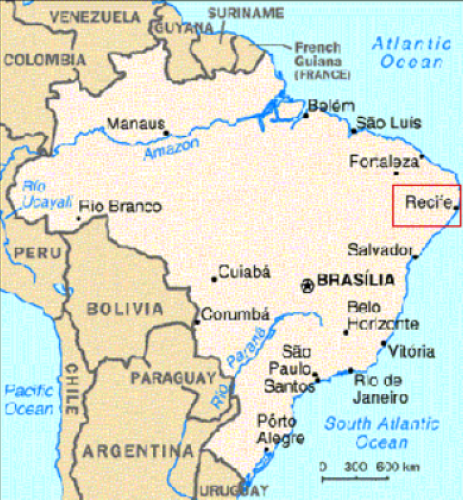 VENEZUELA
SURINAME
GUYANA
COLOMBIA
French
Guiana
(FRANCE)
Atlantic
Ocean
Belém
Manaus
São Luís
Amazon
Fortaleza
Río
Ucayali
Rio Branco
Recife
PERU
Salvador
Cuiabá
BRASÍLIA
BOLIVIA
Corumbá
Belo
Horizonte
Rio Paraná
São
Paulo
Vitória
PARAGUAY
Santos
Rio de
Janeiro
Pacific
Ocean
CHILE
Pôrto
Alegre
South Atlantic
Ocean
ARGENTINA
0 300 600 km
URUGUAY